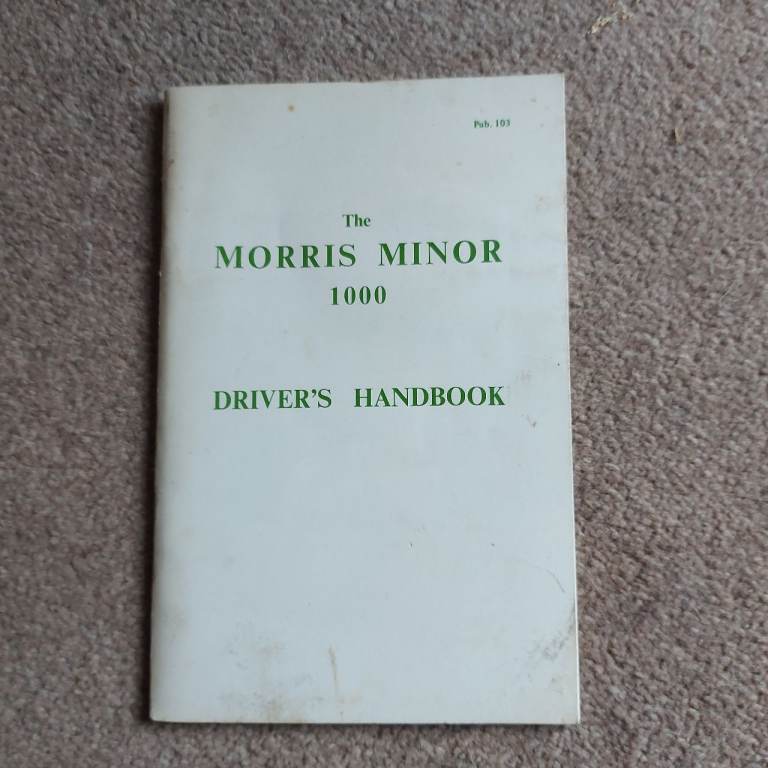 Pub. 103
The
MORRIS MINOR
1000
DRIVER'S HANDBOOK